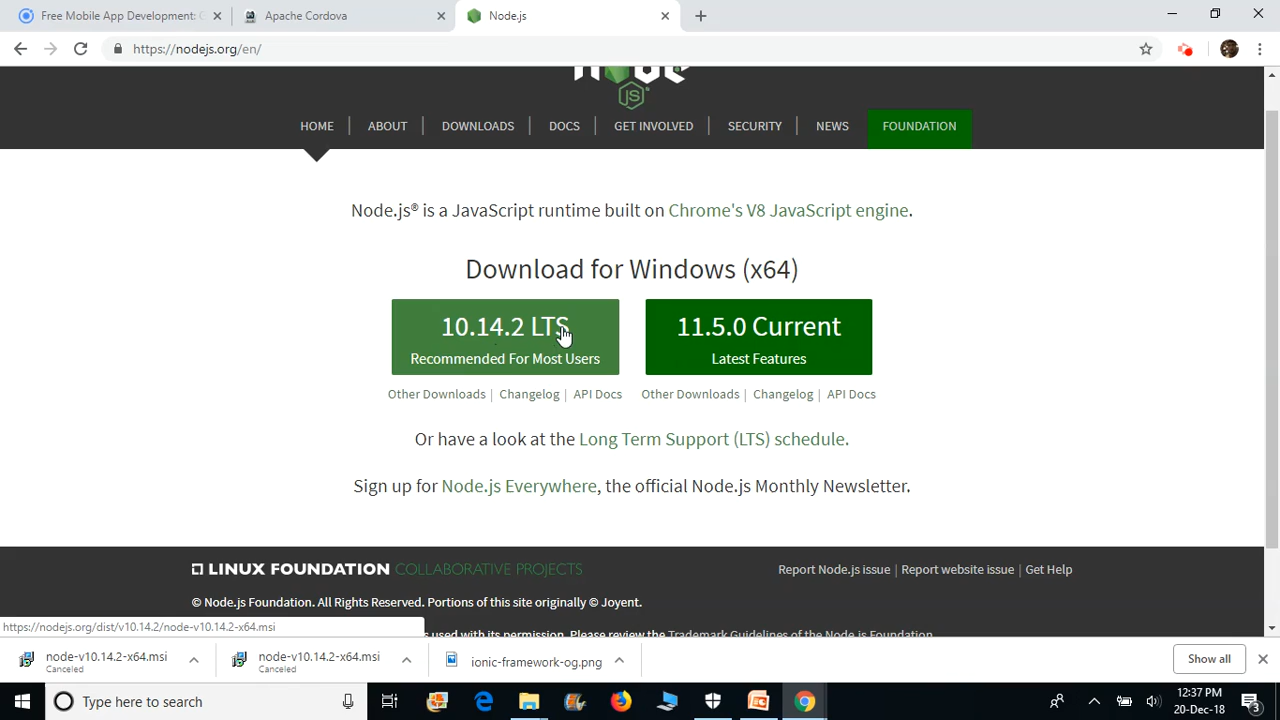 Free Mobile App Development: G
Apache Cordova
Node.js
https://nodejs.org/en/
JS
HOME
ABOUT
DOWNLOADS
DOCS
GET INVOLVED
SECURITY
NEWS
FOUNDATION
Node.js® is a JavaScript runtime built on Chrome's V8 JavaScript engine.
Download for Windows (x64)
10.14.2 LTS
Recommended For Most Users
11.5.0 Current
Latest Features
Other Downloads | Changelog | API Docs
Other Downloads | Changelog | API Docs
Or have a look at the Long Term Support (LTS) schedule.
Sign up for Node.js Everywhere, the official Node.js Monthly Newsletter.
LINUX FOUNDATION COLLABORATIVE PROJECTS
Report Node.js issue | Report website issue | Get Help
© Node.js Foundation. All Rights Reserved. Portions of this site originally © Joyent.
https://nodejs.org/dist/v10.14.2/node-v10.14.2-x64.msi
s used with its permission. Please review the Trademark Guidelines of the Node.js Foundation.
node-v10.14.2-x64.msi
Canceled
node-v10.14.2-x64.msi
Canceled
ionic-framework-og.png
Show all
Type here to search
12:37 PM
20-Dec-18
3